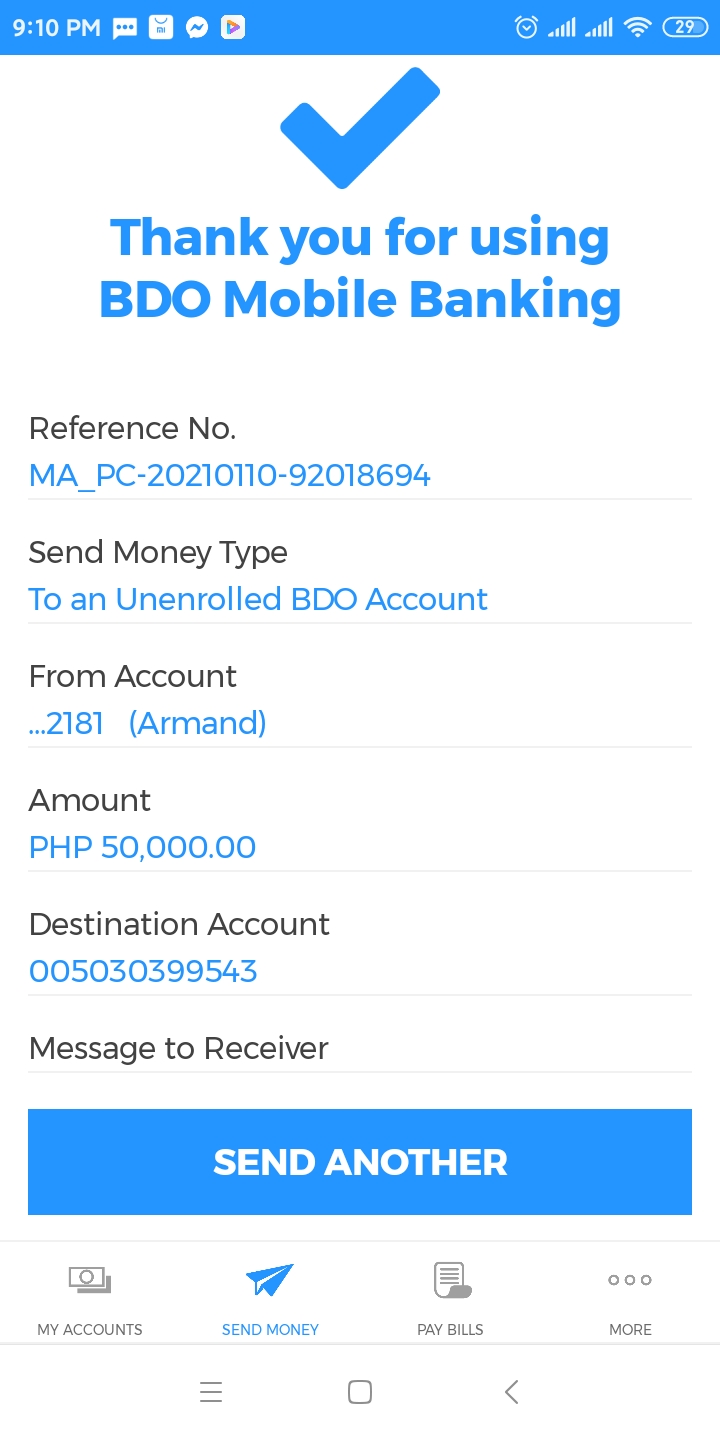 9:10 PM
29
Thank you for using
BDO Mobile Banking
Reference No.
MA_PC-20210110-92018694
Send Money Type
To an Unenrolled BDO Account
From Account
...2181 (Armand)
Amount
PHP 50,000.00
Destination Account
005030399543
Message to Receiver
SEND ANOTHER
MY ACCOUNTS
SEND MONEY
PAY BILLS
MORE